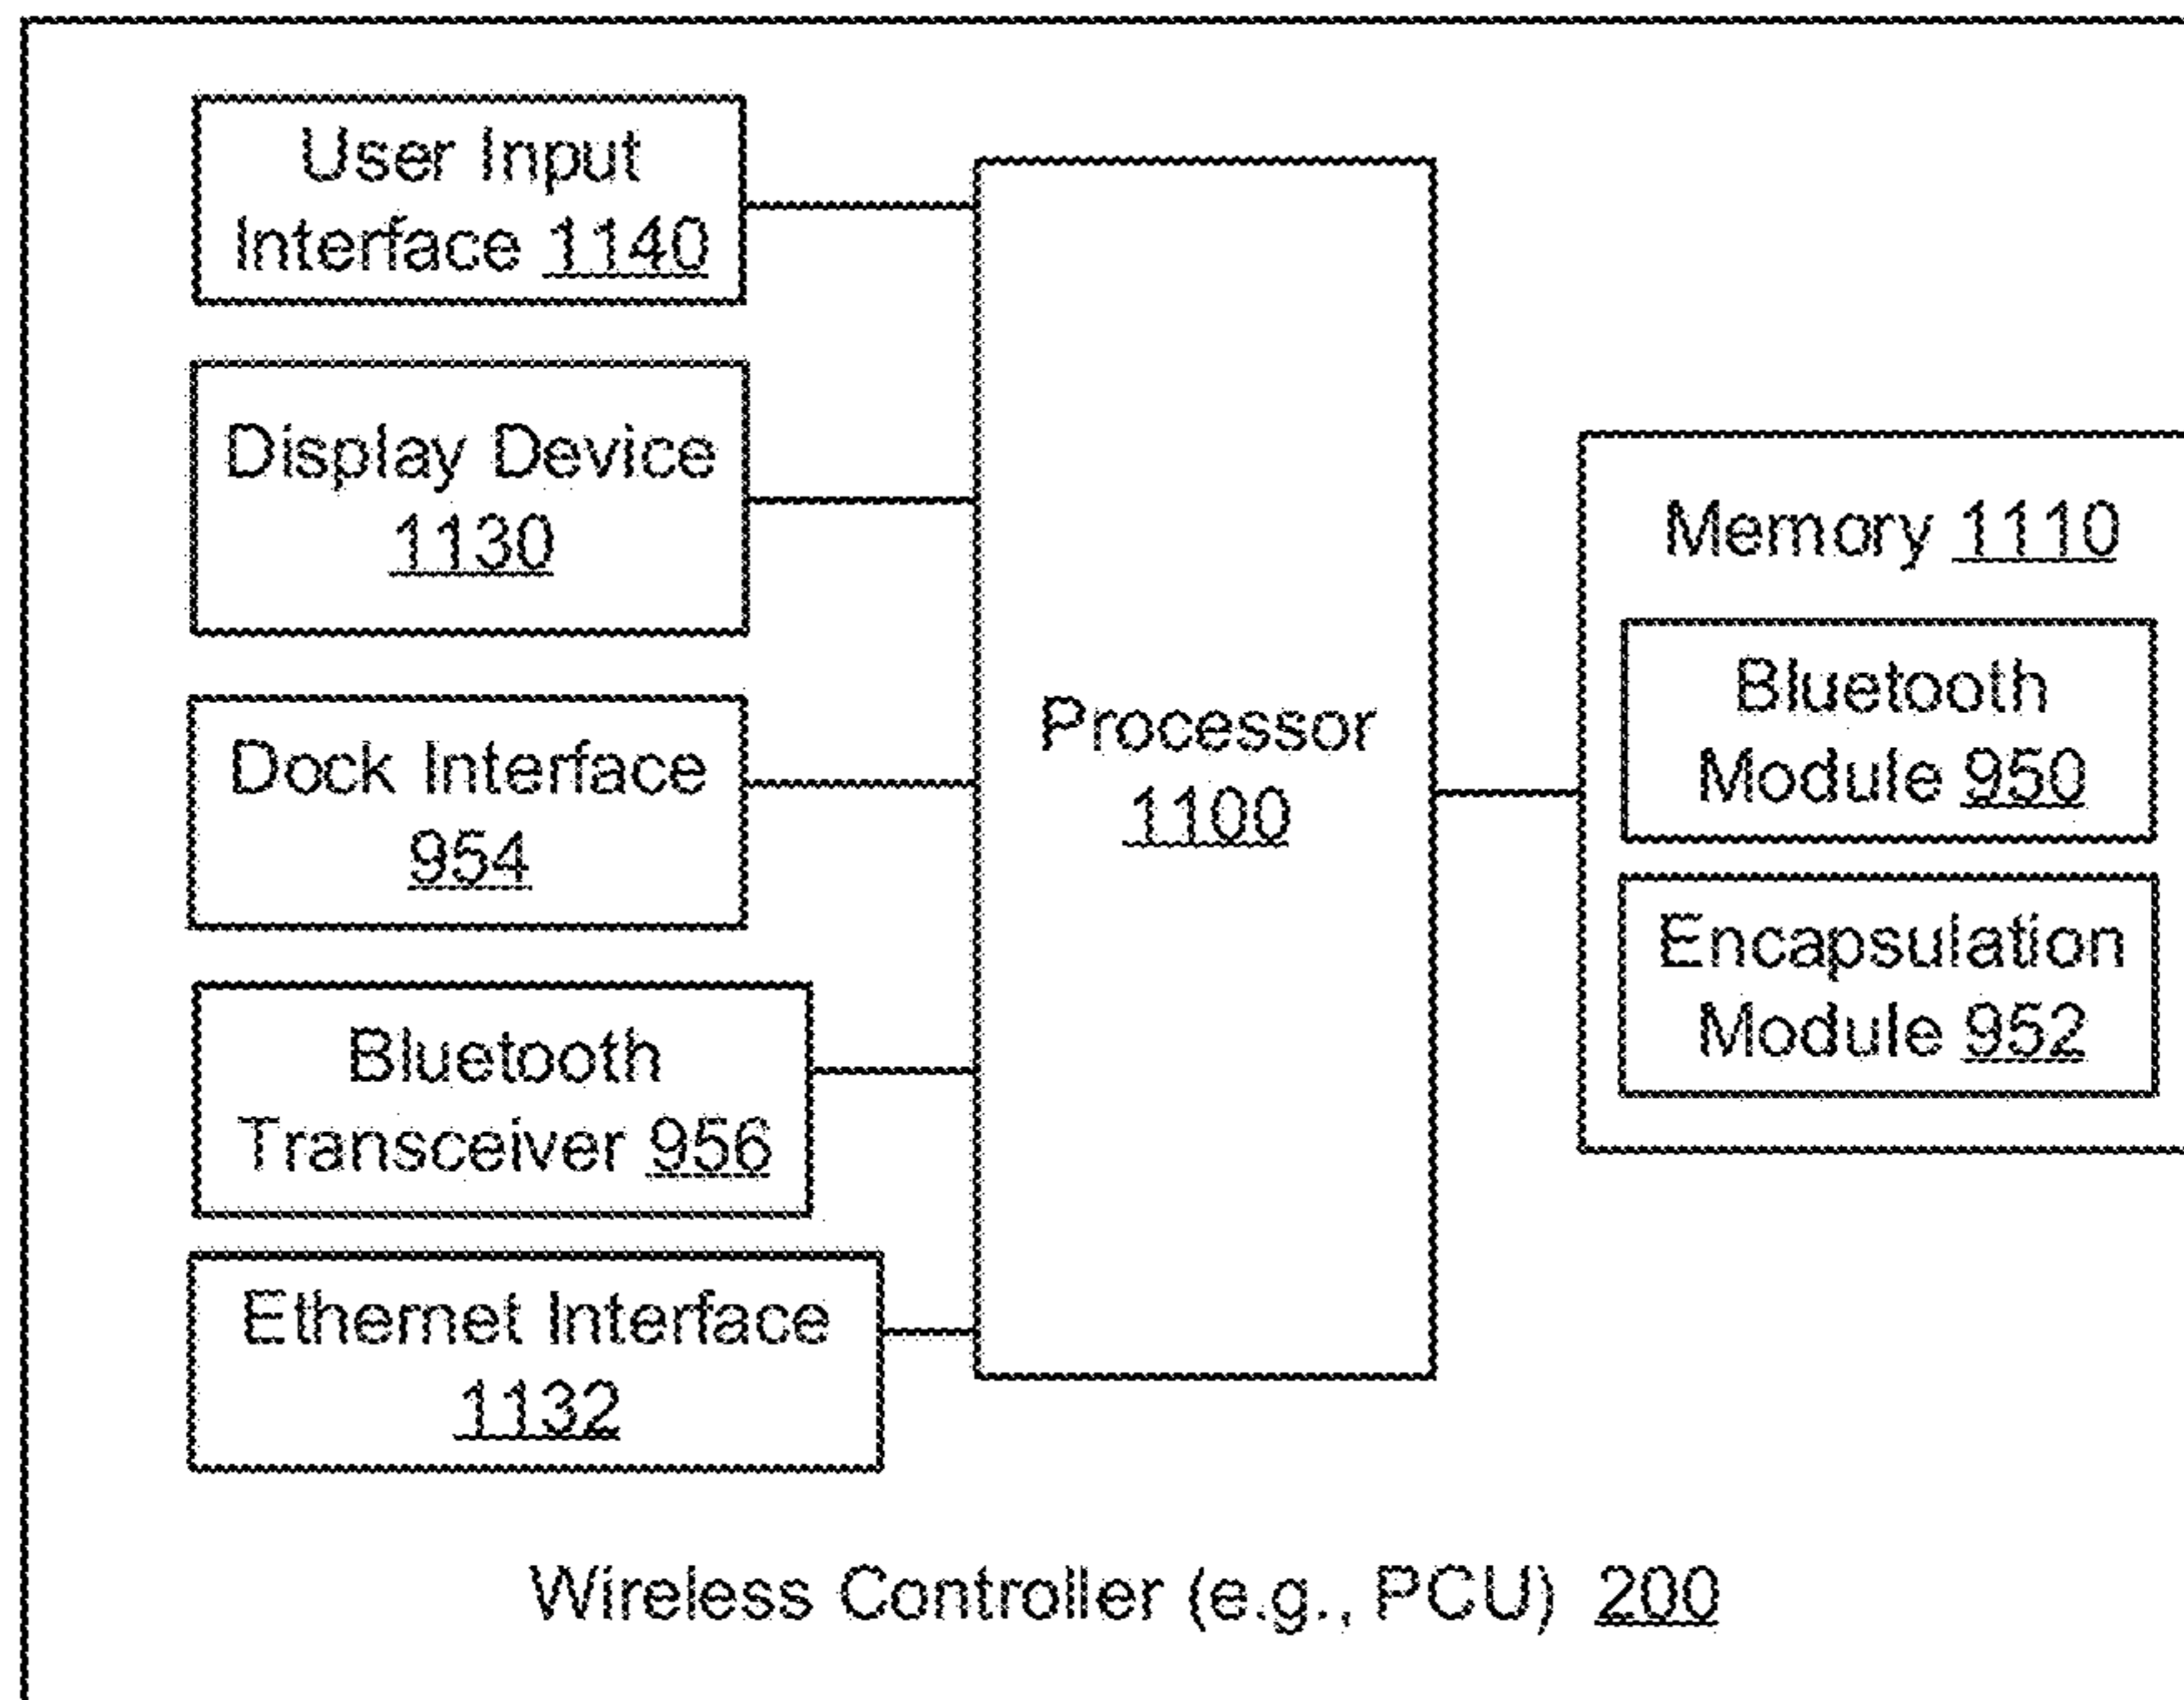 User Input
Interface 1140
Display Device
1130
Dock Interface
954
Bluetooth
Transceiver 956
Ethernet Interface
1132
Processor
1100
Memory 1110
Bluetooth
Module 950
Encapsulation
Module 952
Wireless Controller (e.g., PCU) 200